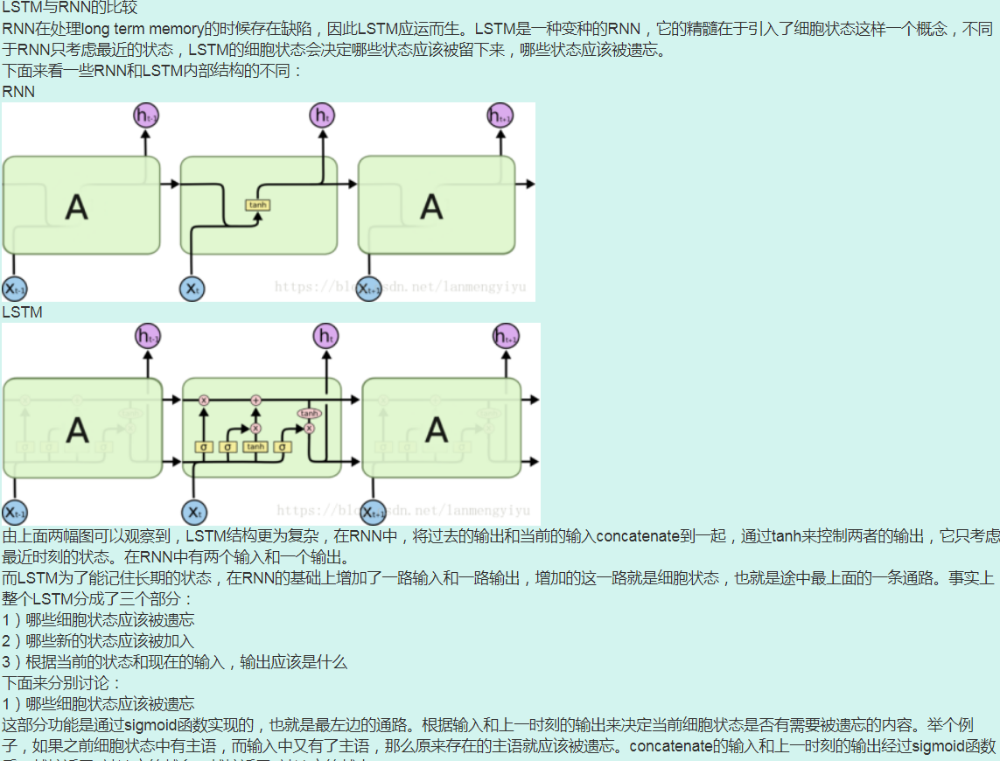 LSTM与RNN的比较
RNN在处理long term memory的时候存在缺陷，因此LSTM应运而生。LSTM是一种变种的RNN，它的精髓在于引入了细胞状态这样一个概念，不同
于RNN只考虑最近的状态，LSTM的细胞状态会决定哪些状态应该被留下来，哪些状态应该被遗忘。
下面来看一些RNN和LSTM内部结构的不同：
RNN
h t-1 h t h t+1
A A
tanh
X t-1 X t X t+1
LSTM
h t-1 h t h t+1
A A
x + tanh
x x
σ σ tanh σ
X t-1 X t X t+1
由上面两幅图可以观察到，LSTM结构更为复杂，在RNN中，将过去的输出和当前的输入concatenate到一起，通过tanh来控制两者的输出，它只考虑
最近时刻的状态。在RNN中有两个输入和一个输出。
而LSTM为了能记住长期的状态，在RNN的基础上增加了一路输入和一路输出，增加的这一路就是细胞状态，也就是途中最上面的一条通路。事实上
整个LSTM分成了三个部分：
1）哪些细胞状态应该被遗忘
2）哪些新的状态应该被加入
3）根据当前的状态和现在的输入，输出应该是什么
下面来分别讨论：
1）哪些细胞状态应该被遗忘
这部分功能是通过sigmoid函数实现的，也就是最左边的通路。根据输入和上一时刻的输出来决定当前细胞状态是否有需要被遗忘的内容。举个例
子，如果之前细胞状态中有主语，而输入中又有了主语，那么原来存在的主语就应该被遗忘。concatenate的输入和上一时刻的输出经过sigmoid函数